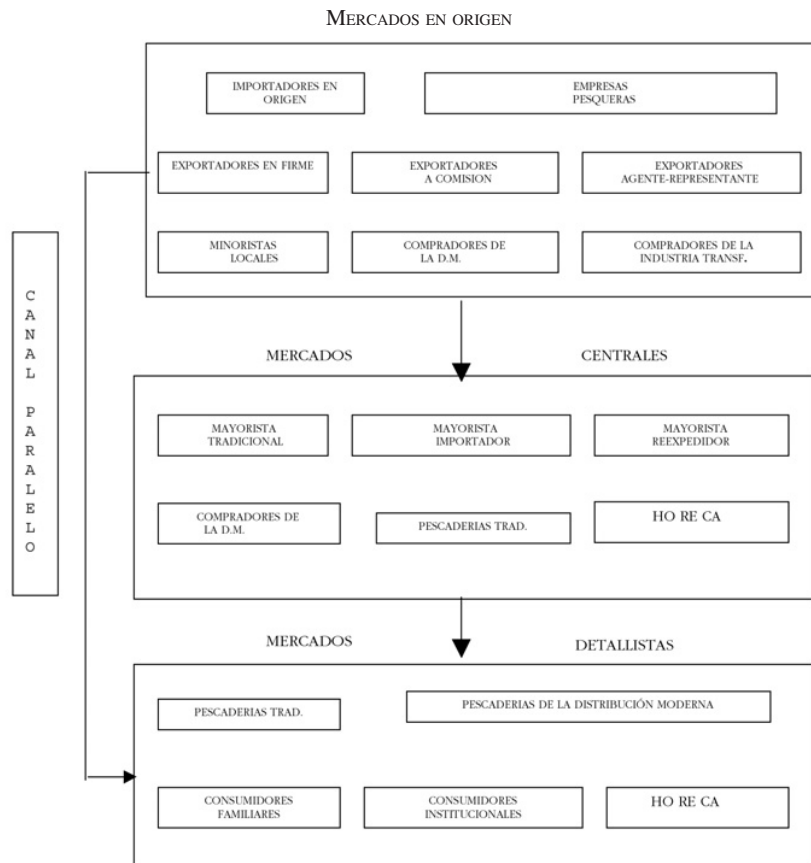 MERCADOS EN ORIGEN
IMPORTADORES EN
ORIGEN
EMPRESAS
PESQUERAS
EXPORTADORES EN FIRME
EXPORTADORES
A COMISION
EXPORTADORES
AGENTE-REPRESENTANTE
MINORISTAS
LOCALES
COMPRADORES DE
LA D.M.
COMPRADORES DE LA
INDUSTRIA TRANSF.
CANAL PARALELO
MERCADOS CENTRALES
MAYORISTA
TRADICIONAL
MAYORISTA
IMPORTADOR
MAYORISTA
REEXPEDIDOR
COMPRADORES DE
LA D.M.
PESCADERIAS TRAD.
HO RE CA
MERCADOS DETALLISTAS
PESCADERIAS TRAD.
PESCADERIAS DE LA DISTRIBUCIÓN MODERNA
CONSUMIDORES
FAMILIARES
CONSUMIDORES
INSTITUCIONALES
HO RE CA